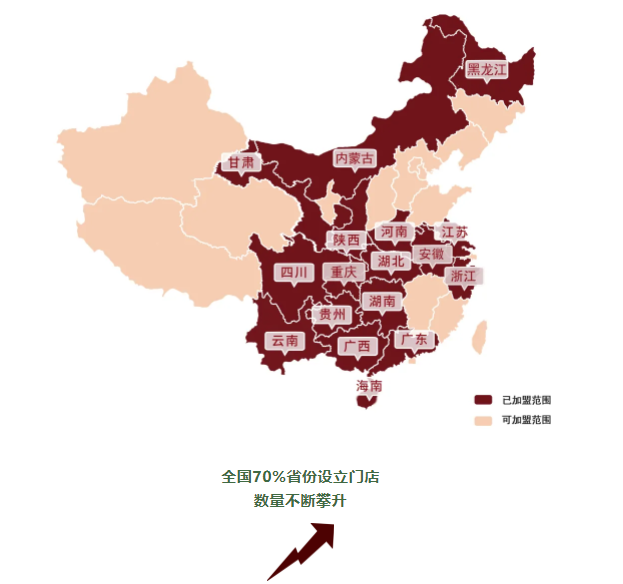 黑龙江
甘肃
内蒙古
陕西
河南
江苏
四川
重庆
湖北
安徽
浙江
湖南
贵州
云南
广西
广东
海南
已加盟范围
可加盟范围
全国70%省份设立门店
数量不断攀升